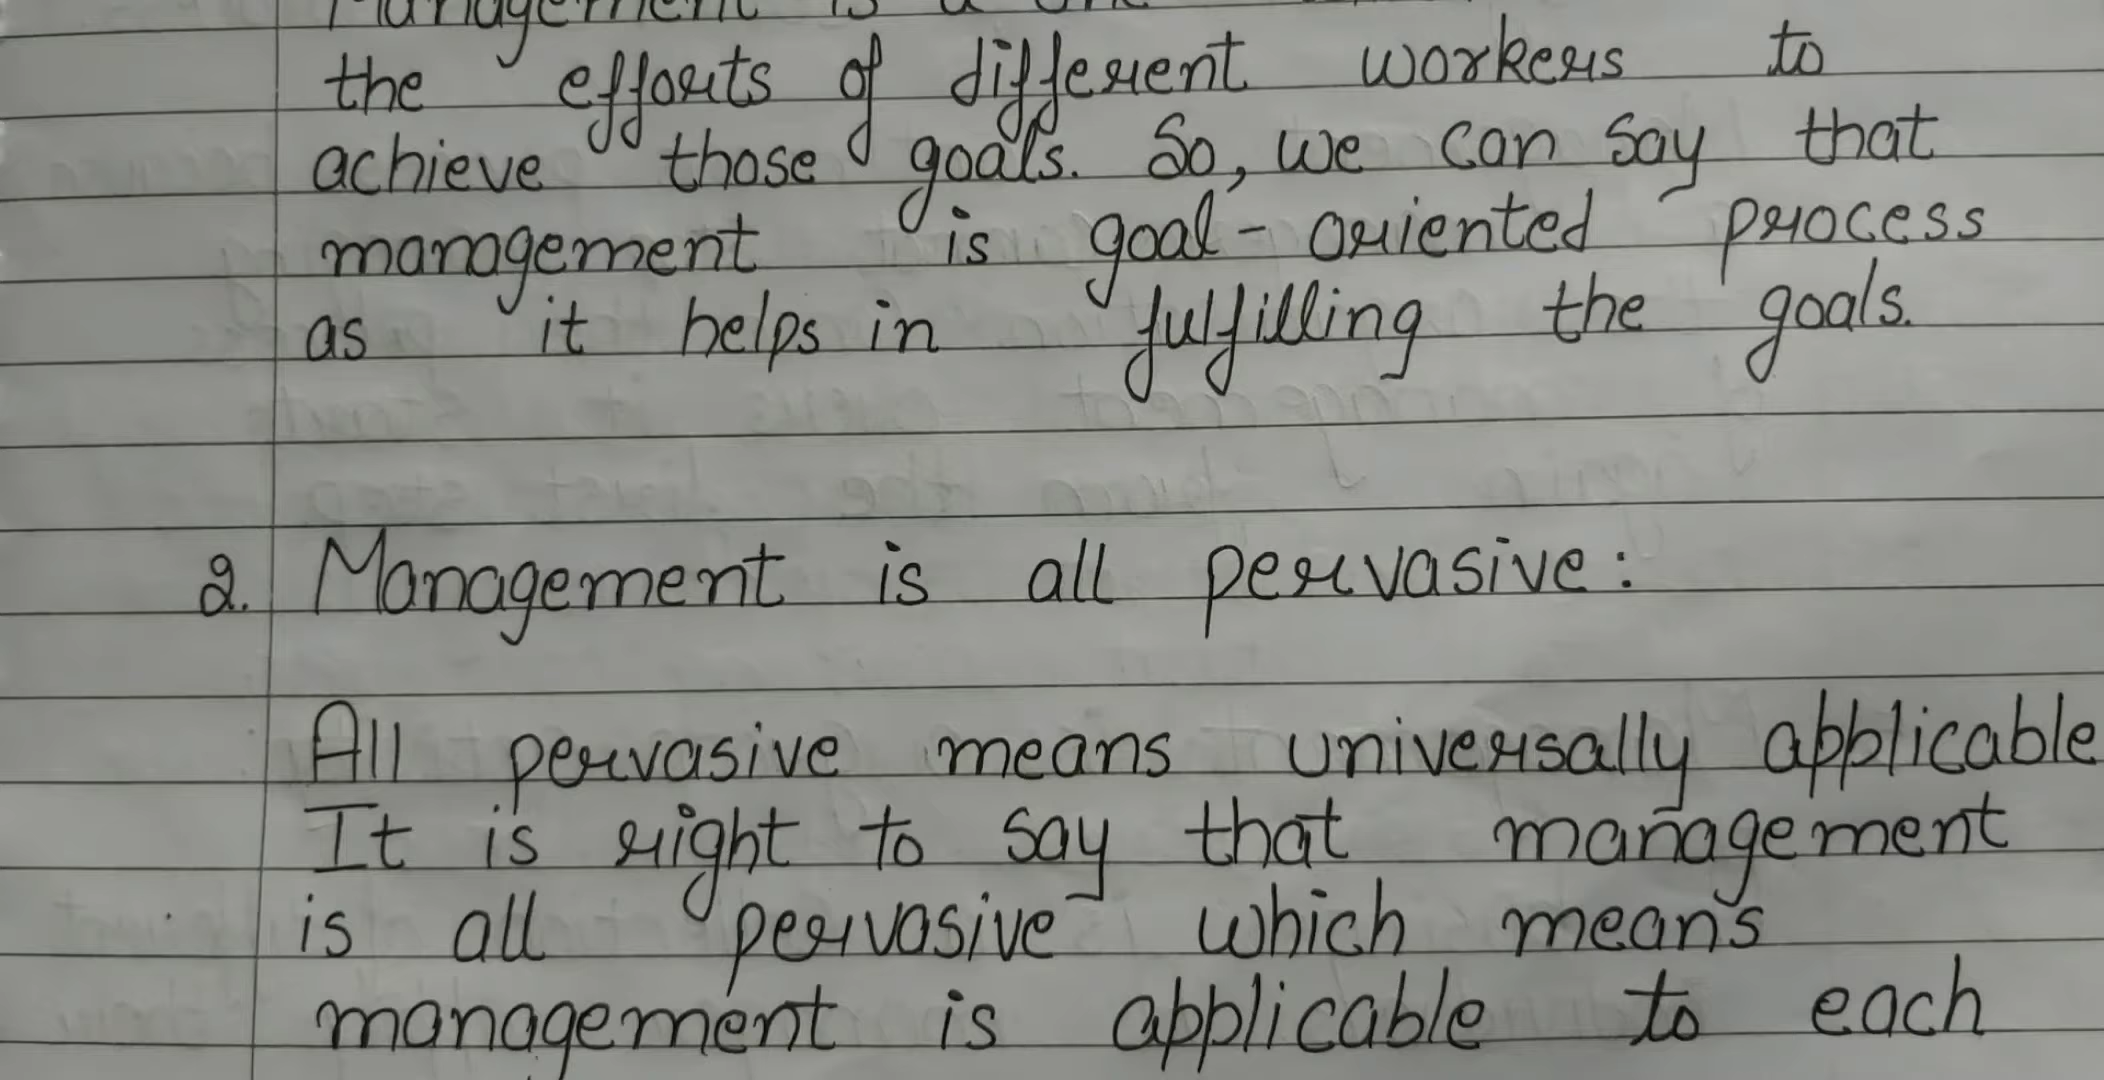 Management is a
the efforts of different workers to
achieve those goals. So, we can say that
management is goal-oriented process
as it helps in fulfilling the goals.
2. Management is all pervasive:
All pervasive means universally applicable
It is right to say that management
is all pervasive which means
management is applicable to each